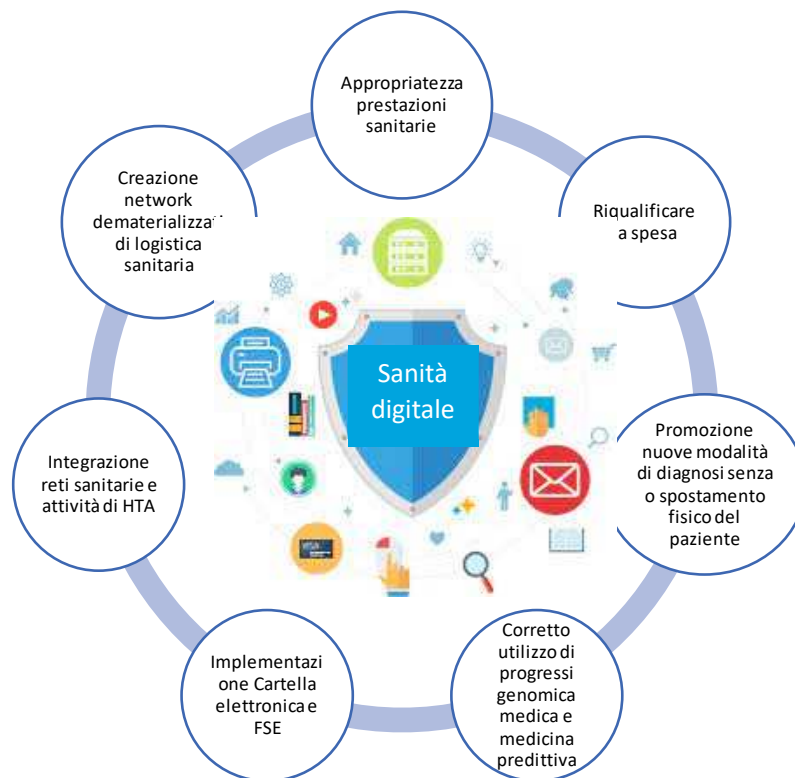 Appropriatezza
prestazioni
sanitarie
Riqualificare
a spesa
Promozione
nuove modalità
di diagnosi senza
o spostamento
fisico del
paziente
Corretto
utilizzo di
progressi
genomica
medica e
medicina
predittiva
Implementazi
one Cartella
elettronica e
FSE
Integrazione
reti sanitarie e
attività di HTA
Creazione
network
dematerializzat
di logistica
sanitaria
Sanità
digitale